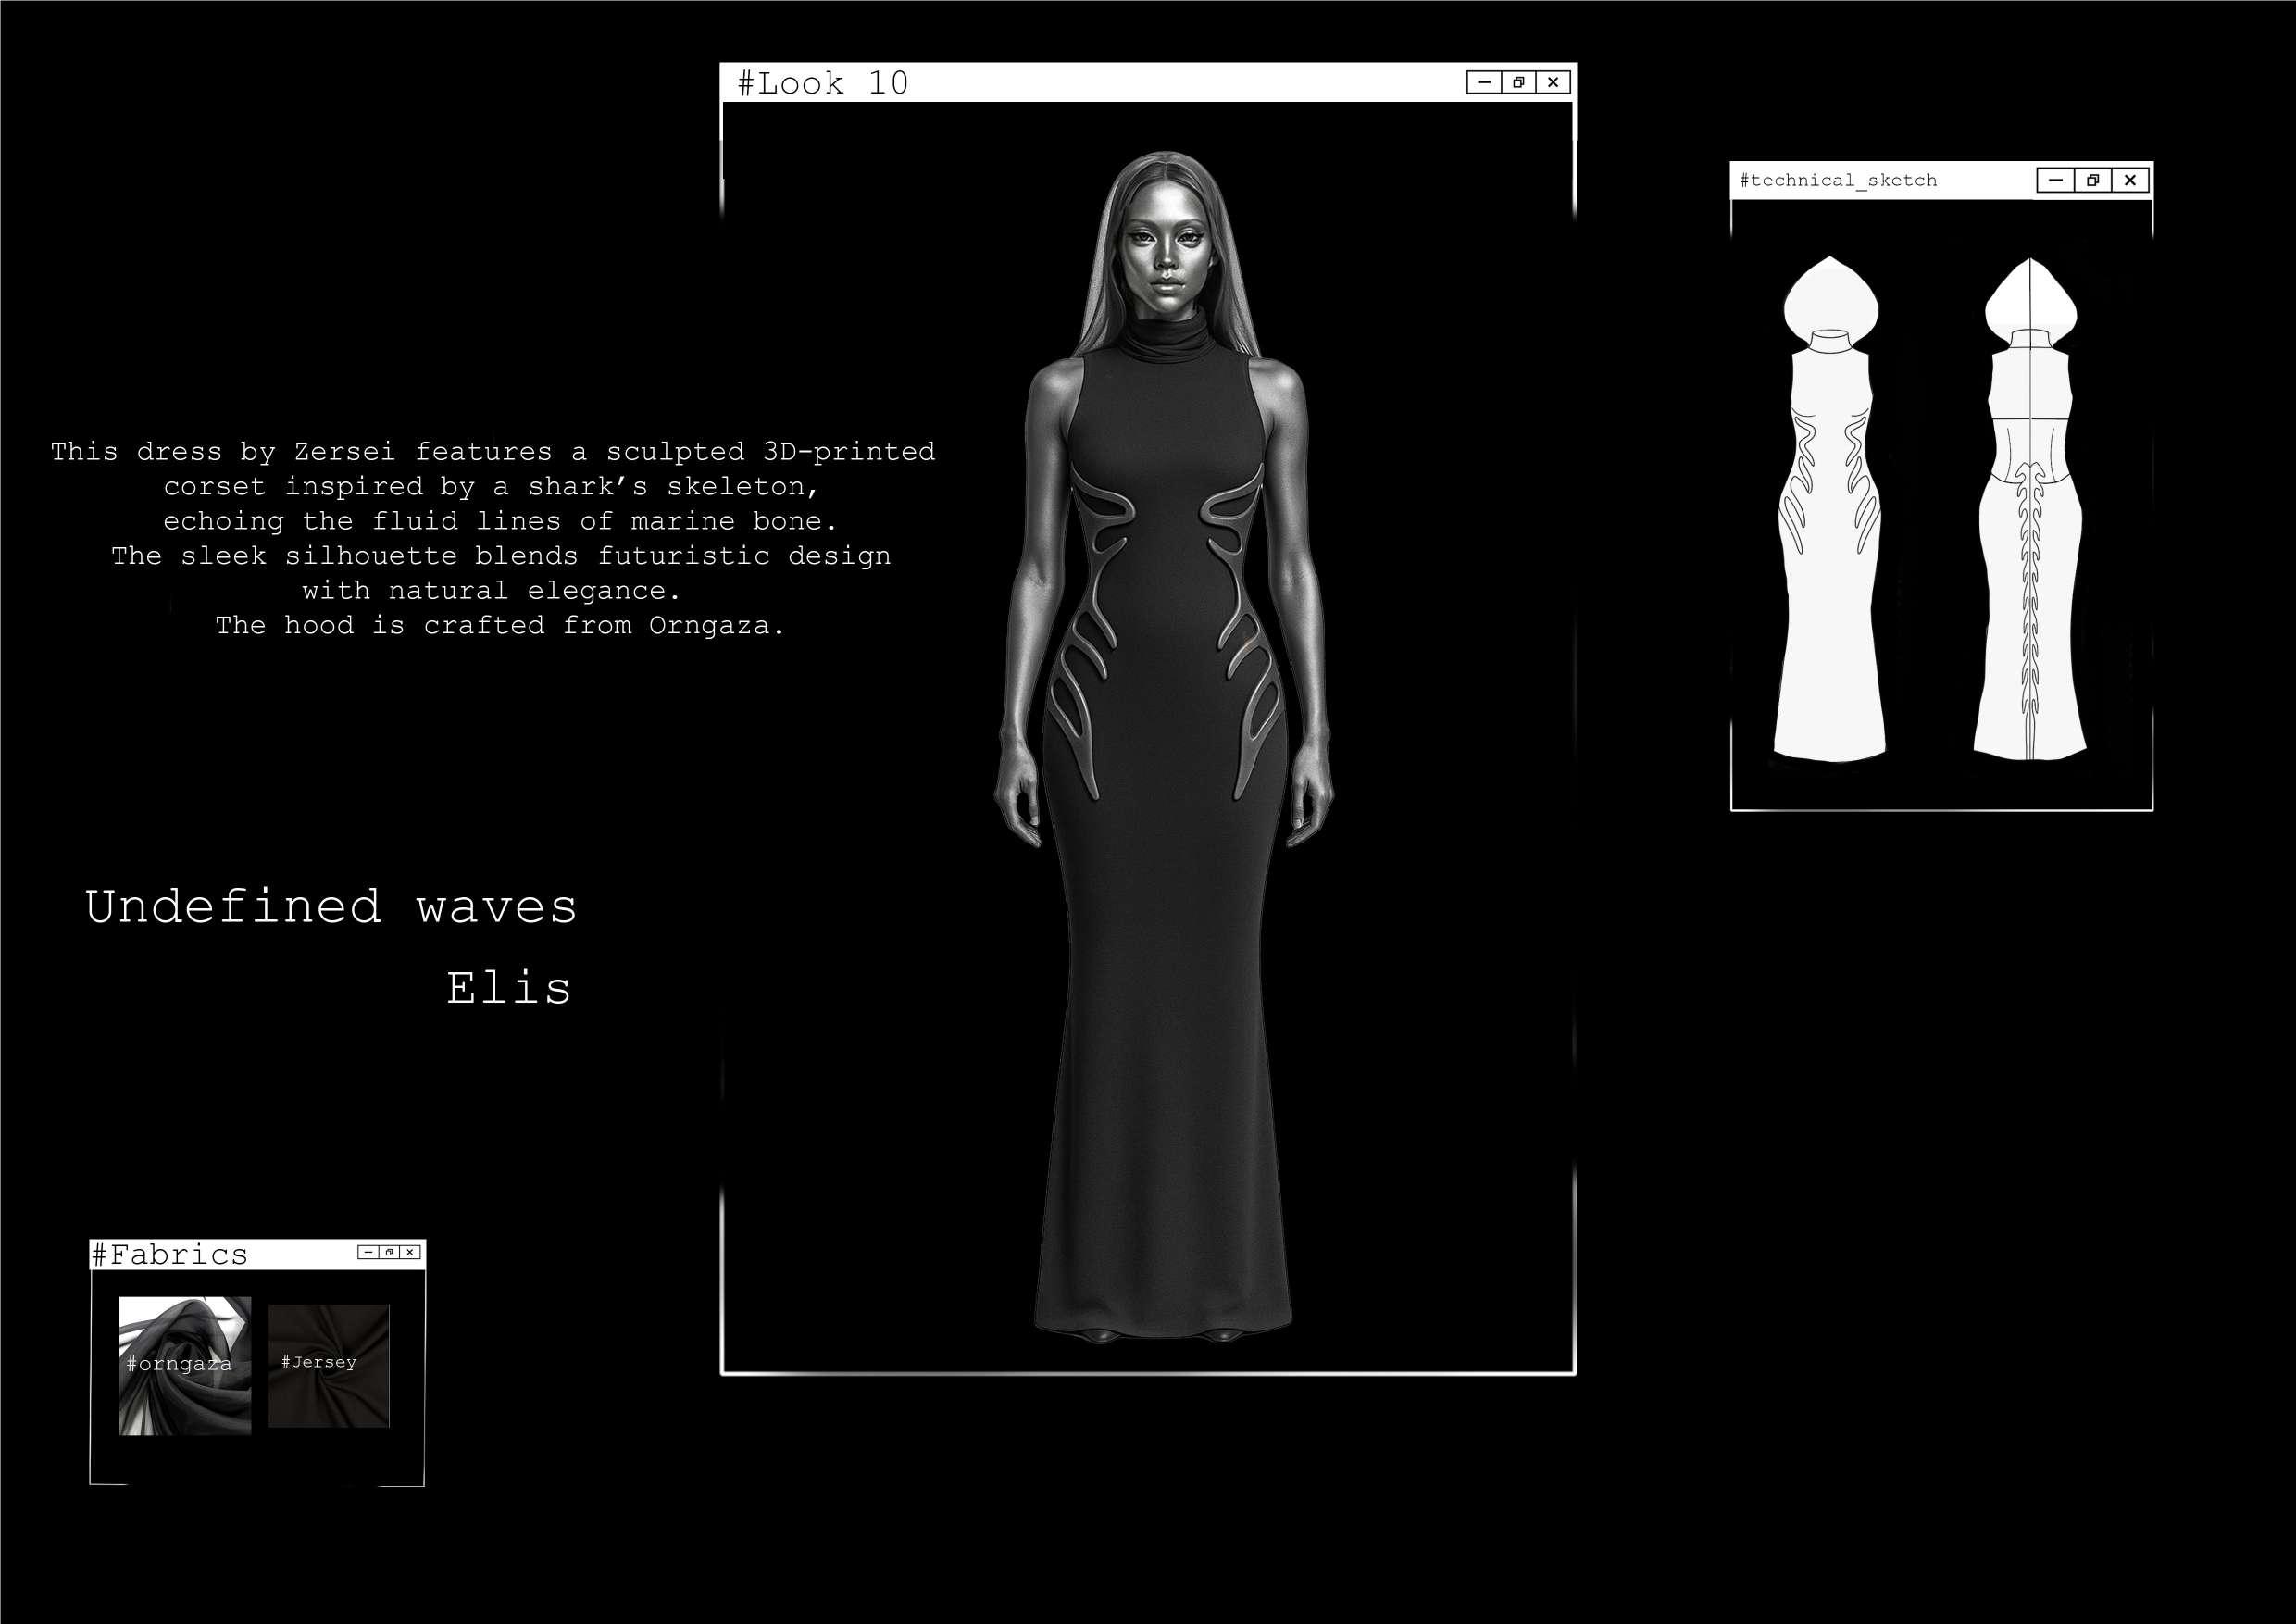 #Look 10
#technical_sketch
This dress by Zersei features a sculpted 3D-printed
corset inspired by a shark’s skeleton,
echoing the fluid lines of marine bone.
The sleek silhouette blends futuristic design
with natural elegance.
The hood is crafted from Orngaza.
Undefined waves
Elis
#Fabrics
#orngaza
#Jersey